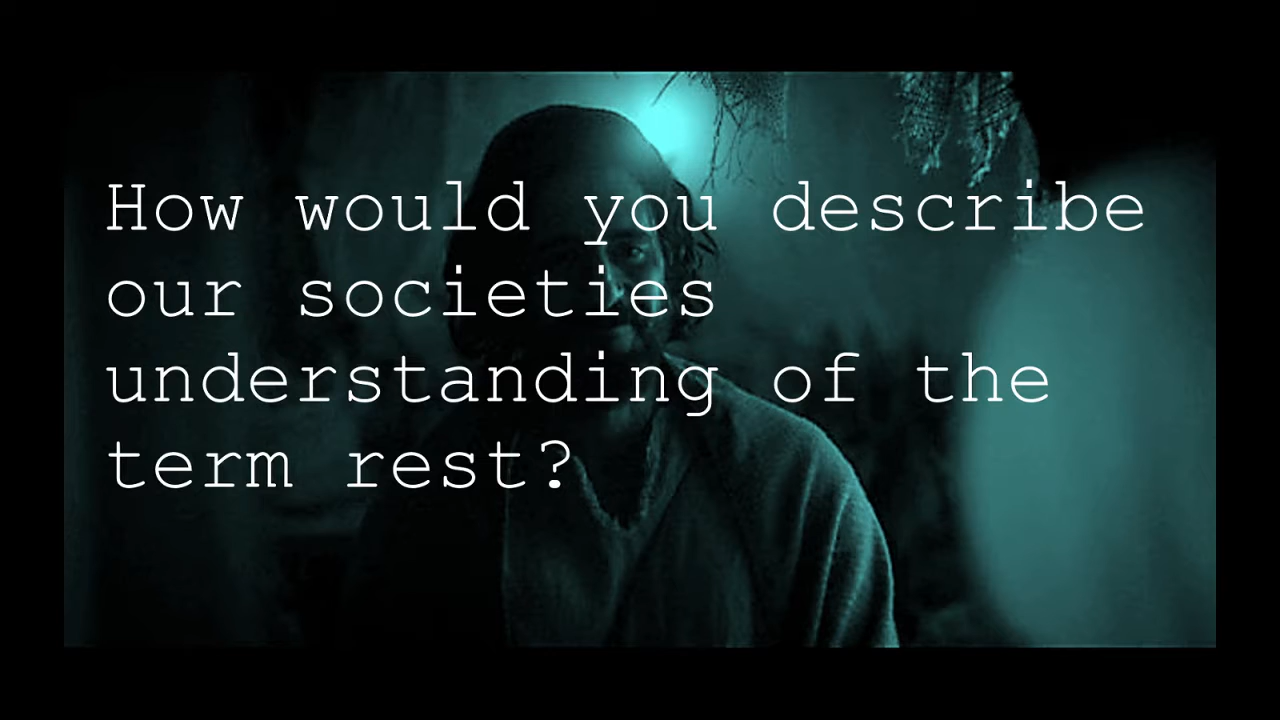 How would you describe
our societies
understanding of the
term rest?